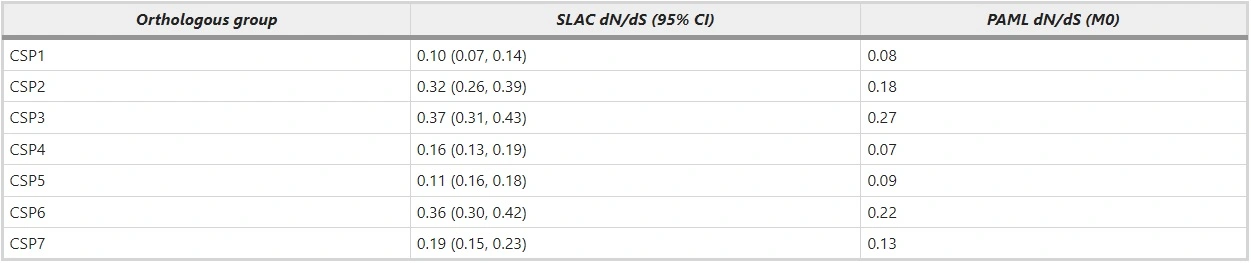 Orthologous group SLAC dN/dS (95% CI) PAML dN/dS (M0)
CSP1 0.10 (0.07, 0.14) 0.08
CSP2 0.32 (0.26, 0.39) 0.18
CSP3 0.37 (0.31, 0.43) 0.27
CSP4 0.16 (0.13, 0.19) 0.07
CSP5 0.11 (0.16, 0.18) 0.09
CSP6 0.36 (0.30, 0.42) 0.22
CSP7 0.19 (0.15, 0.23) 0.13